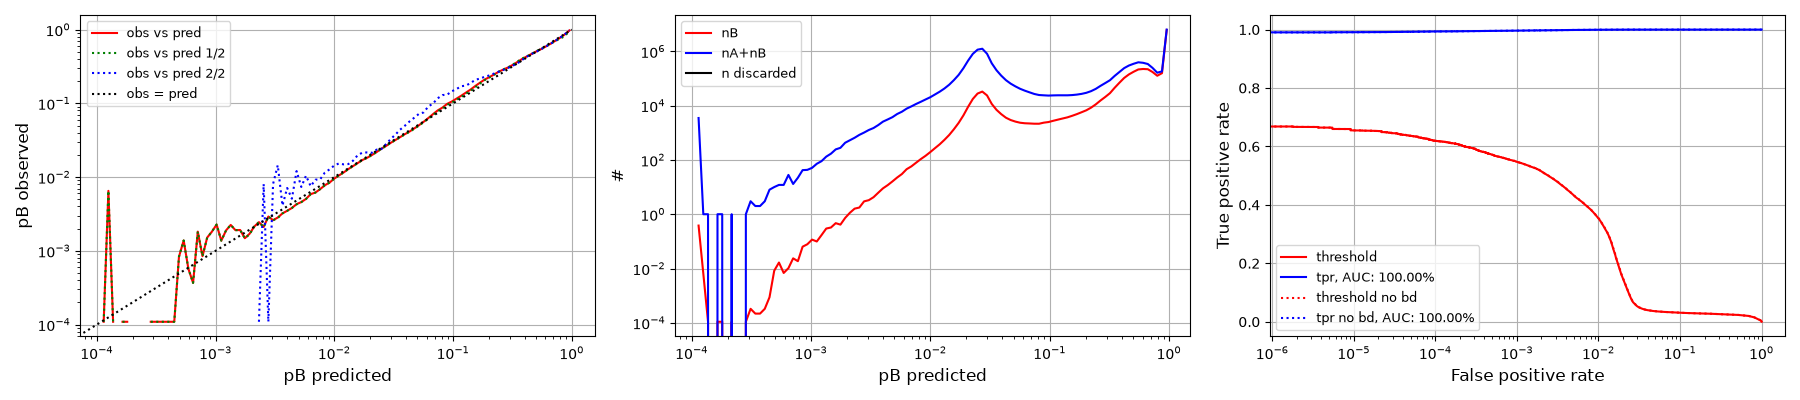 obs vs pred
obs vs pred 1/2
obs vs pred 2/2
obs = pred
10⁰
10⁻¹
10⁻²
10⁻³
10⁻⁴
pB observed
10⁻⁴ 10⁻³ 10⁻² 10⁻¹ 10⁰
pB predicted
nB
nA+nB
n discarded
10⁶
10⁴
10²
10⁰
10⁻²
10⁻⁴
#
10⁻⁴ 10⁻³ 10⁻² 10⁻¹ 10⁰
pB predicted
1.0
0.8
0.6
0.4
0.2
0.0
True positive rate
threshold
tpr, AUC: 100.00%
threshold no bd
tpr no bd, AUC: 100.00%
10⁻⁶ 10⁻⁵ 10⁻⁴ 10⁻³ 10⁻² 10⁻¹ 10⁰
False positive rate